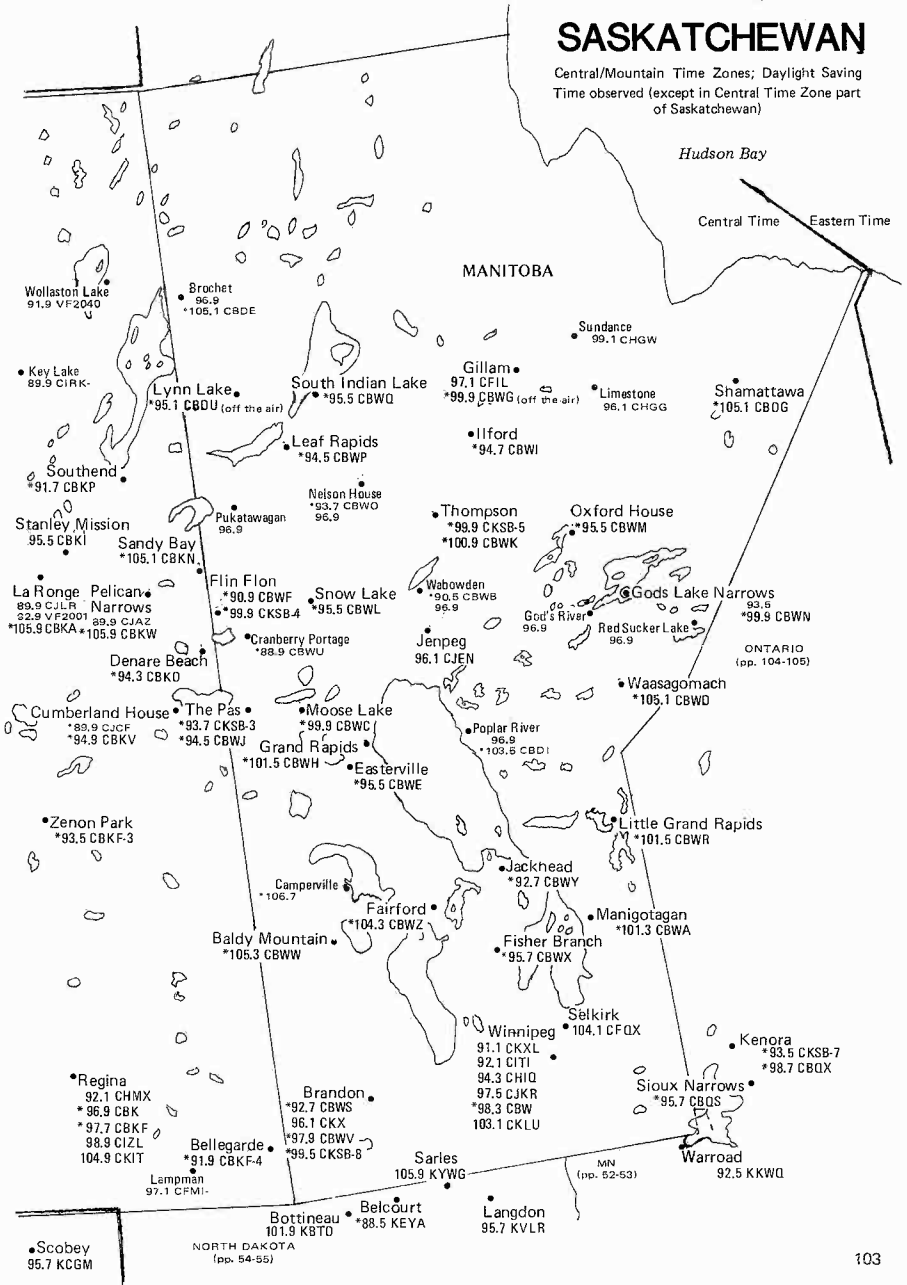 SASKATCHEWAN
Central/Mountain Time Zones; Daylight Saving
Time observed (except in Central Time Zone part
of Saskatchewan)
Hudson Bay
Central Time
Eastern Time
MANITOBA
Wollaston Lake
91.9 VF2040
Brochet
96.9
*105.1 CBDE
Sundance
99.1 CHGW
Key Lake
89.9 CIRK-
Lynn Lake
*95.1 CBDU (off the air)
South Indian Lake
*95.5 CBWQ
Gillam
97.1 CFIL
*99.9 CBWG (off the air)
Limestone
96.1 CHGG
Shamattawa
*105.1 CBDG
Leaf Rapids
*94.5 CBWP
Ilford
*94.7 CBWI
Southend
*91.7 CBKP
Nelson House
*93.7 CBWO
96.9
Pukatawagan
96.9
Thompson
*99.9 CKSB-5
*100.9 CBWK
Oxford House
*95.5 CBWM
Stanley Mission
95.5 CBKI
Sandy Bay
*105.1 CBKN
La Ronge
89.9 CJLR
92.9 VF2001
*105.9 CBKA
Pelican
Narrows
89.9 CJAZ
*105.9 CBKW
Flin Flon
*90.9 CBWF
*99.9 CKSB-4
Snow Lake
*95.5 CBWL
Wabowden
*90.5 CBWB
96.9
Gods Lake Narrows
93.5
*99.9 CBWN
God's River
96.9
Red Sucker Lake
96.9
Cranberry Portage
*88.9 CBWU
Jenpeg
96.1 CJEN
ONTARIO
(pp. 104-105)
Denare Beach
*94.3 CBKD
Waasagomach
*105.1 CBWD
Cumberland House
*89.9 CJCF
*94.9 CBKV
The Pas
*93.7 CKSB-3
*94.5 CBWJ
Moose Lake
*99.9 CBWC
Poplar River
96.9
*103.5 CBDI
Grand Rapids
*101.5 CBWH
Easterville
*95.5 CBWE
Zenon Park
*93.5 CBKF-3
Little Grand Rapids
*101.5 CBWR
Jackhead
*92.7 CBWY
Camperville
*106.7
Fairford
*104.3 CBWZ
Manigotagan
*101.3 CBWA
Baldy Mountain
*105.3 CBWW
Fisher Branch
*95.7 CBWX
Selkirk
104.1 CFQX
Winnipeg
91.1 CKXL
92.1 CITI
94.3 CHIQ
97.5 CJKR
*98.3 CBW
103.1 CKLU
Kenora
*93.5 CKSB-7
*98.7 CBQX
Sioux Narrows
*95.7 CBQS
Regina
92.1 CHMX
*96.9 CBK
*97.7 CBKF
98.9 CIZL
104.9 CKIT
Brandon
*92.7 CBWS
96.1 CKX
*97.9 CBWV
*99.5 CKSB-8
Bellegarde
*91.9 CBKF-4
Lampman
97.1 CFMI-
Sarles
105.9 KYWG
MN
(pp. 52-53)
Warroad
92.5 KKWQ
Bottineau
101.9 KBTO
Belcourt
*88.5 KEYA
Langdon
95.7 KVLR
NORTH DAKOTA
(pp. 54-55)
Scobey
95.7 KCGM
103